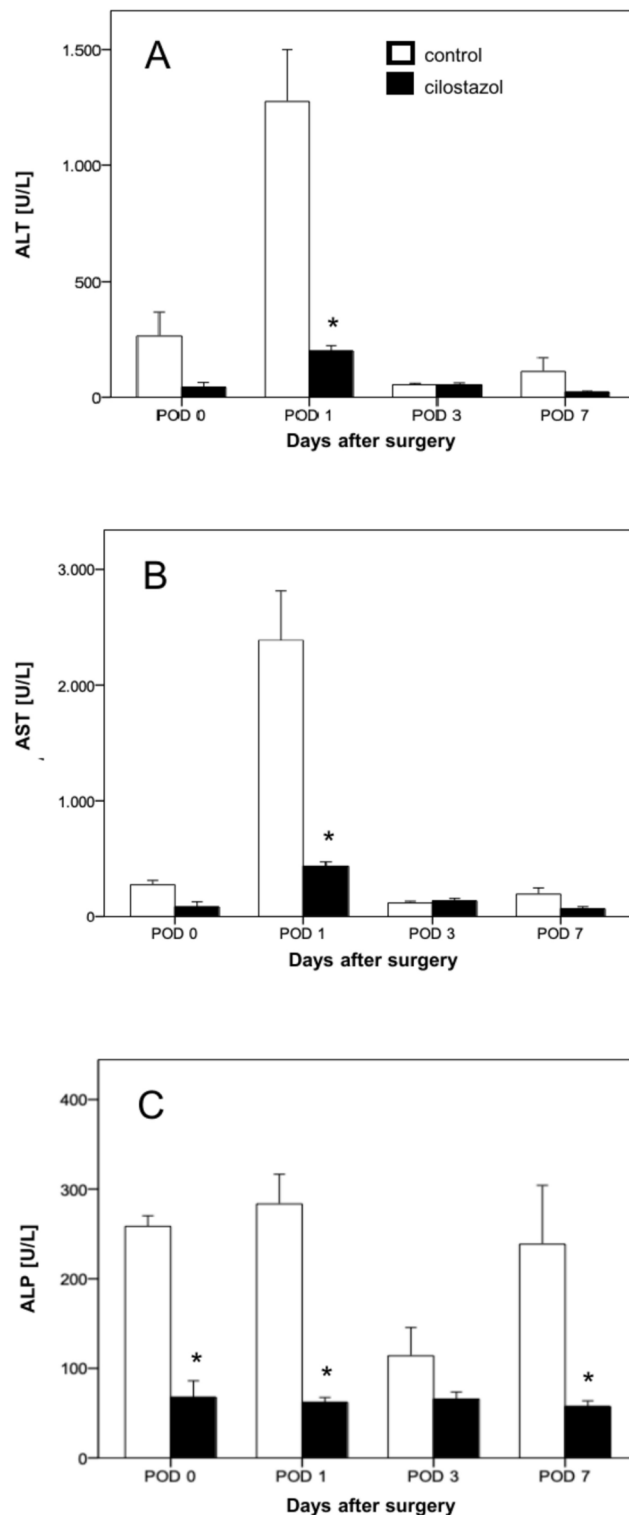 A
control
cilostazol
1.500
1.000
500
0
ALT [U/L]
*
POD 0 POD 1 POD 3 POD 7
Days after surgery
B
3.000
2.000
1.000
0
AST [U/L]
*
POD 0 POD 1 POD 3 POD 7
Days after surgery
C
400
300
200
100
0
ALP [U/L]
* * *
POD 0 POD 1 POD 3 POD 7
Days after surgery